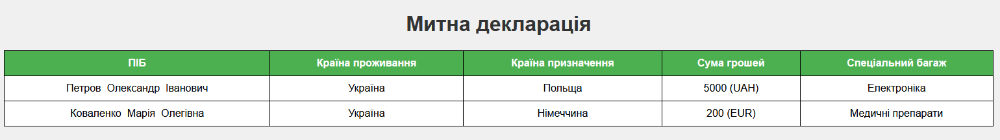 Митна декларація
ПІБ Країна проживання Країна призначення Сума грошей Спеціальний багаж
Петров Олександр Іванович Україна Польща 5000 (UAH) Електроніка
Коваленко Марія Олегівна Україна Німеччина 200 (EUR) Медичні препарати